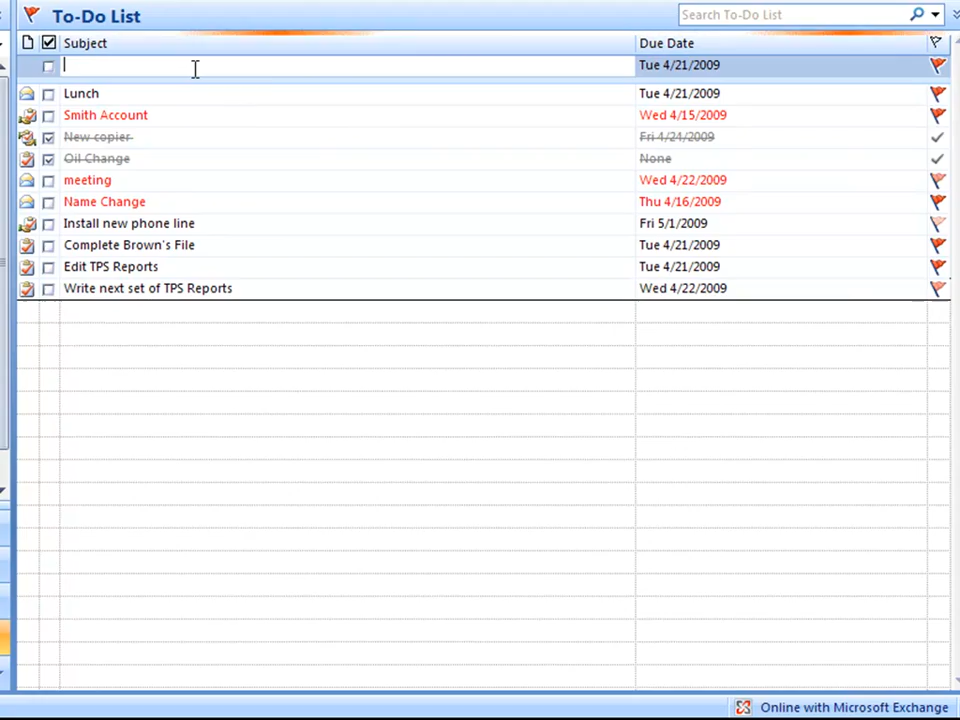 To-Do List
Search To-Do List
Subject Due Date
Tue 4/21/2009
Lunch Tue 4/21/2009
Smith Account Wed 4/15/2009
New copier Fri 4/24/2009
Oil Change None
meeting Wed 4/22/2009
Name Change Thu 4/16/2009
Install new phone line Fri 5/1/2009
Complete Brown's File Tue 4/21/2009
Edit TPS Reports Tue 4/21/2009
Write next set of TPS Reports Wed 4/22/2009
Online with Microsoft Exchange